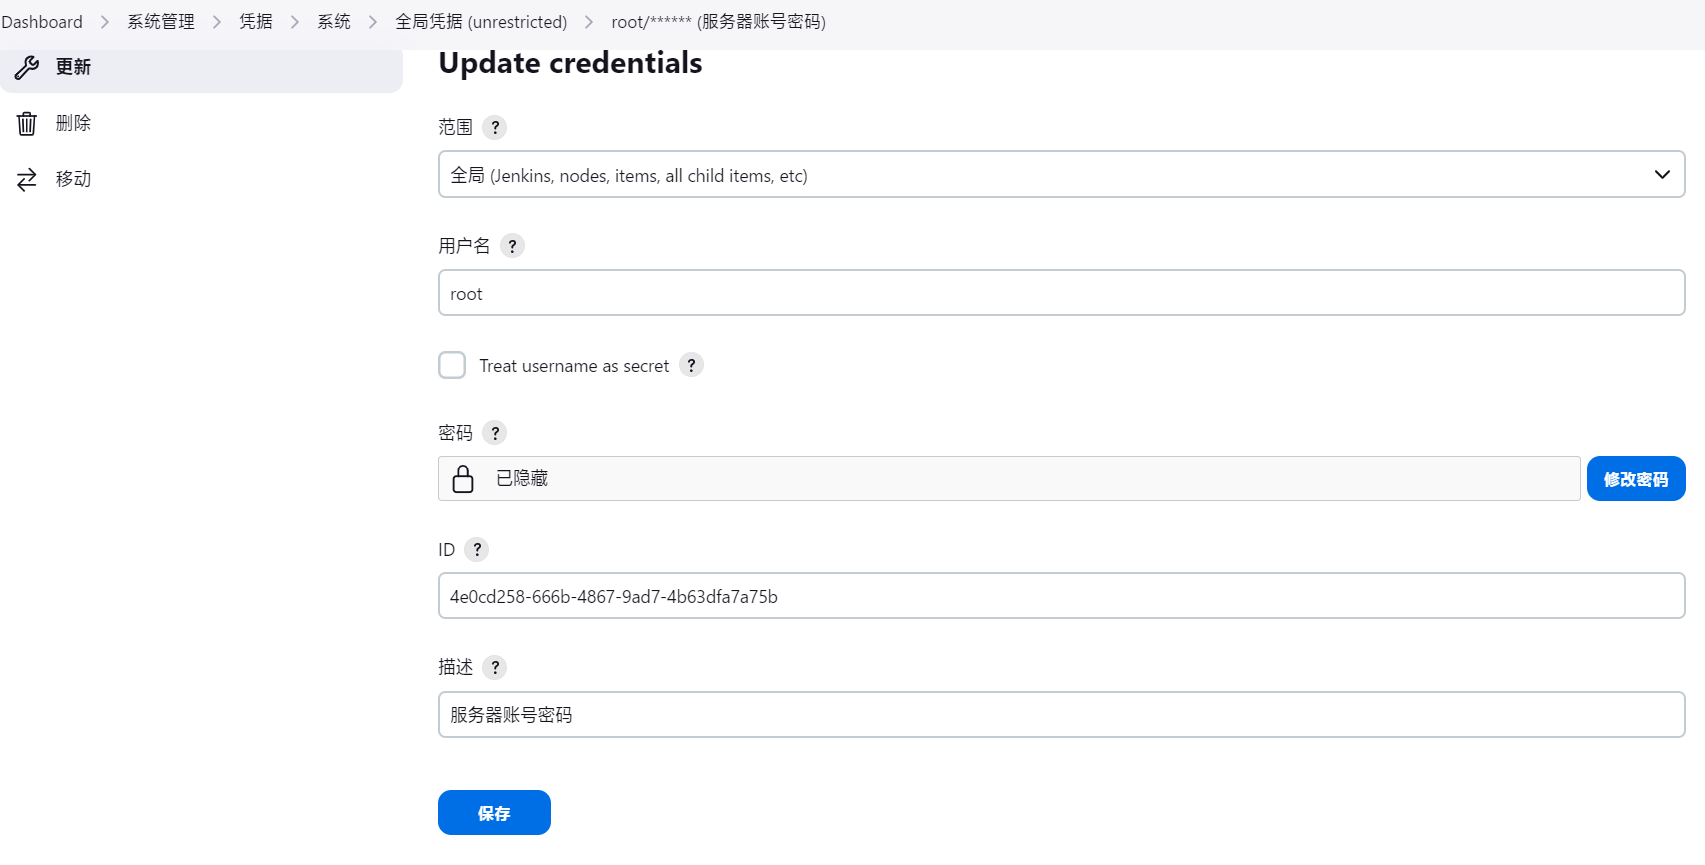 Dashboard > 系统管理 > 凭据 > 系统 > 全局凭据 (unrestricted) > root/****** (服务器账号密码)
更新
删除
移动
Update credentials
范围 ?
全局 (Jenkins, nodes, items, all child items, etc)
用户名 ?
root
Treat username as secret ?
密码 ?
已隐藏
修改密码
ID ?
4e0cd258-666b-4867-9ad7-4b63dfa7a75b
描述 ?
服务器账号密码
保存